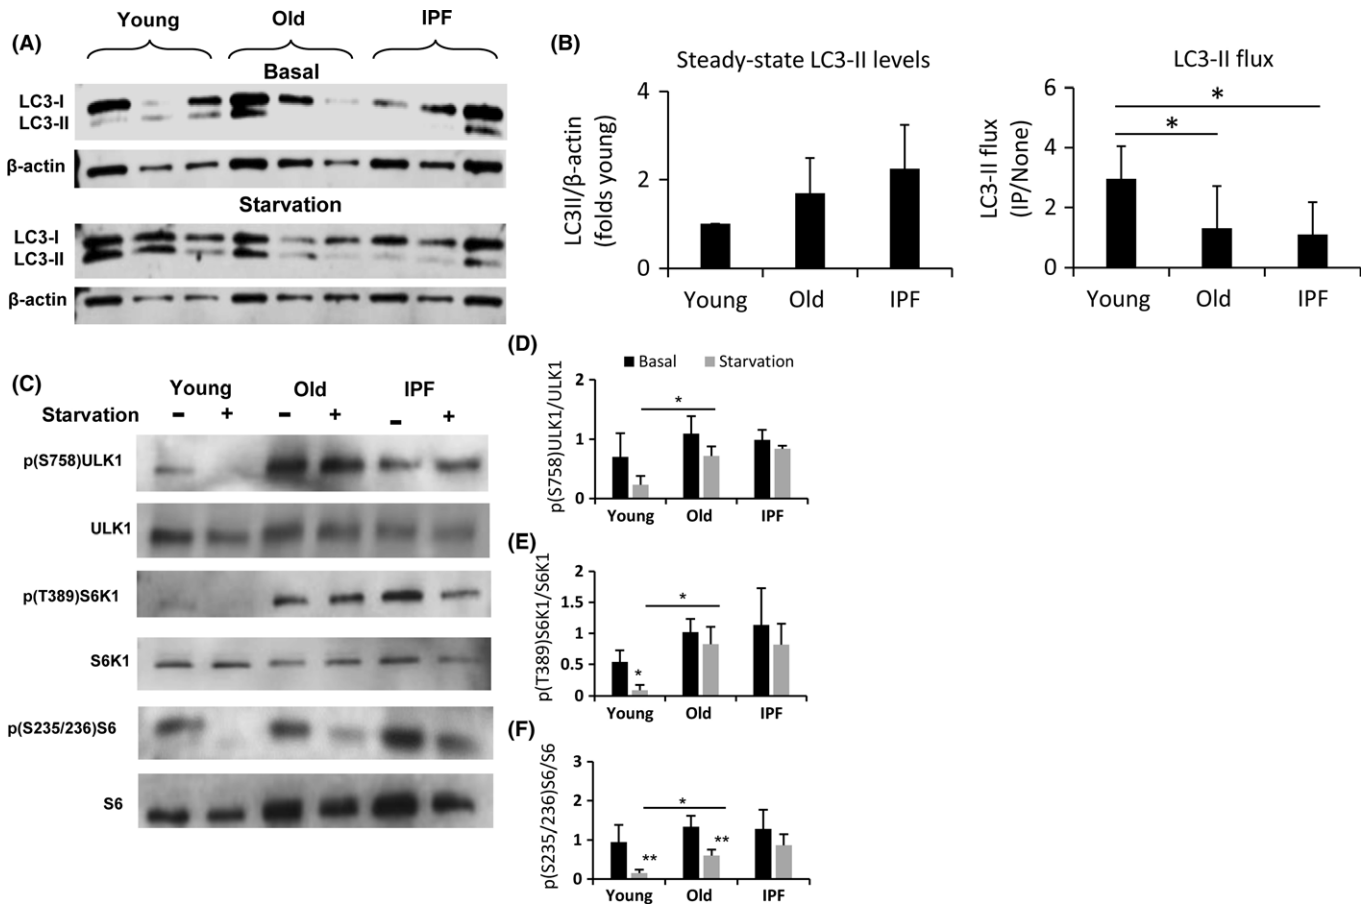 (A)
Young Old IPF
Basal
LC3-I
LC3-II
β-actin
Starvation
LC3-I
LC3-II
β-actin
(B)
Steady-state LC3-II levels
LC3II/β-actin
(folds young)
4
2
0
Young Old IPF
LC3-II flux
LC3-II flux
(IP/None)
6
4
2
0
*
*
Young Old IPF
(C)
Young Old IPF
Starvation - + - + - +
p(S758)ULK1
ULK1
p(T389)S6K1
S6K1
p(S235/236)S6
S6
(D)
Basal Starvation
p(S758)ULK1/ULK1
2
1
0
*
Young Old IPF
(E)
p(T389)S6K1/S6K1
2
1.5
1
0.5
0
*
*
Young Old IPF
(F)
p(S235/236)S6/S6
3
2
1
0
*
**
**
Young Old IPF